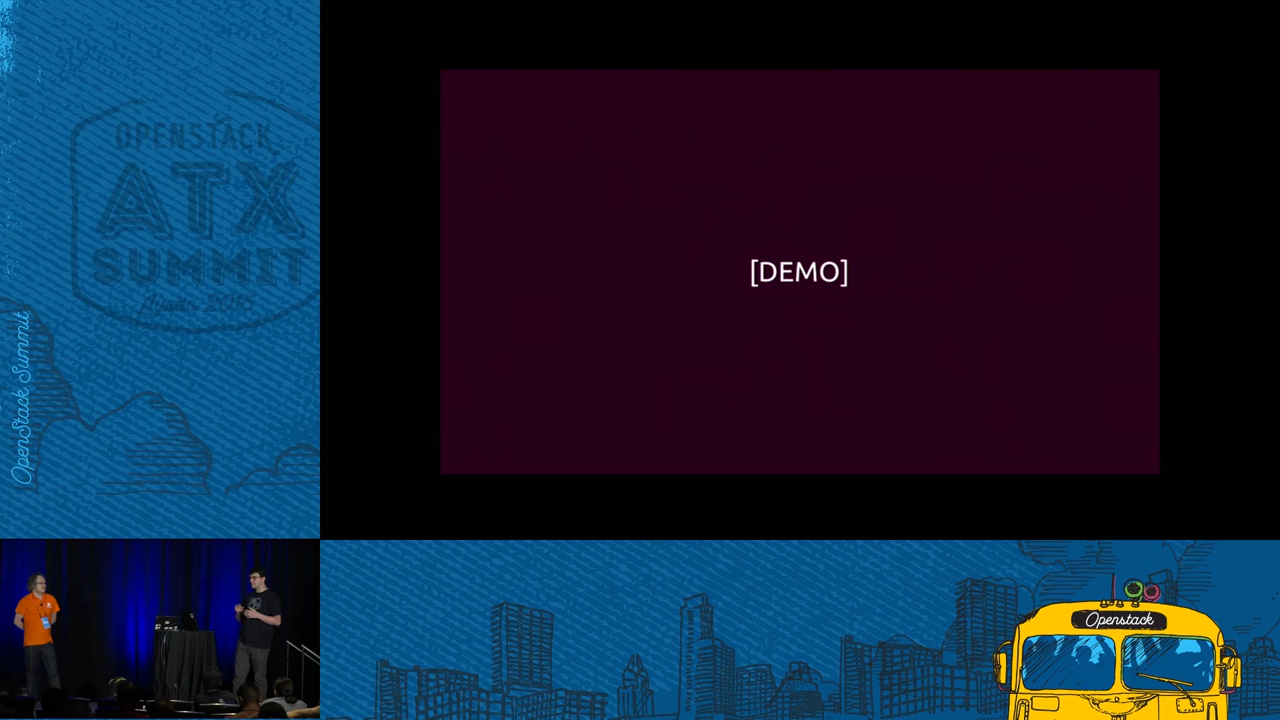 OPENSTACK
ATX
SUMMIT
Austin 2016
OpenStack Summit
[DEMO]
Openstack